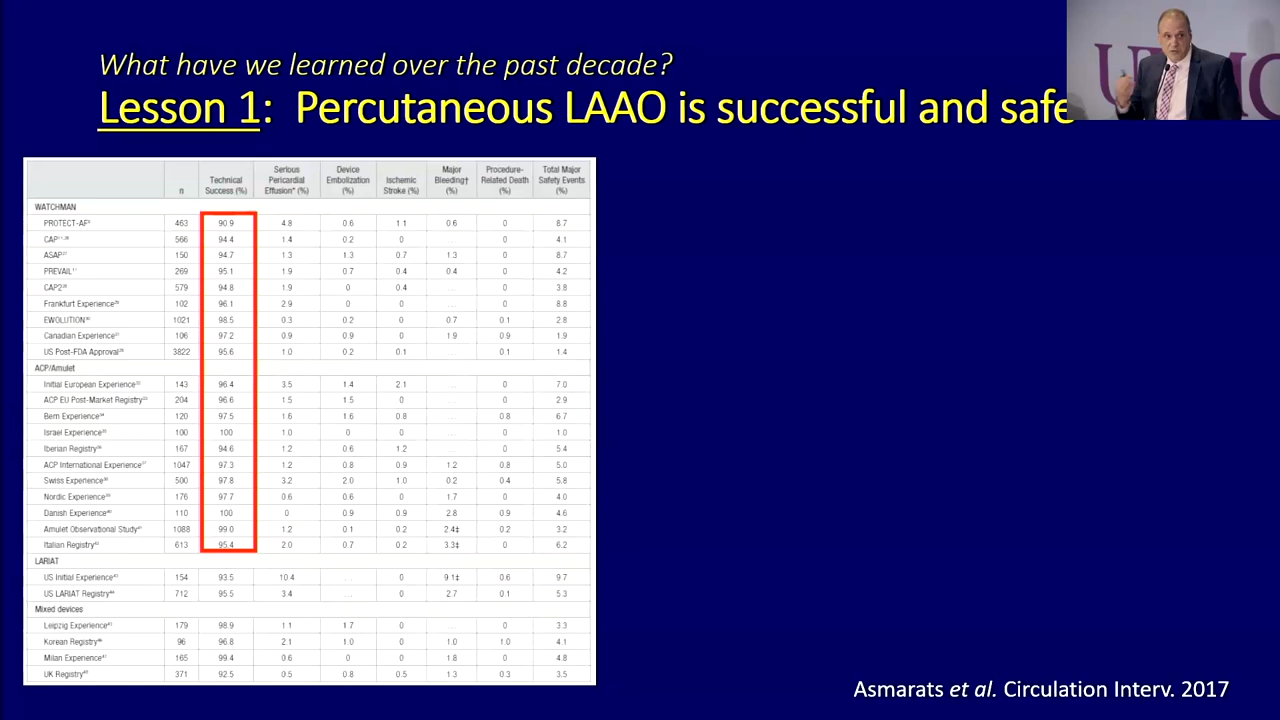 What have we learned over the past decade?
Lesson 1: Percutaneous LAAO is successful and safe
n Technical Success (%) Serious Pericardial Effusion* (%) Device Embolization (%) Ischemic Stroke (%) Major Bleeding† (%) Procedure-Related Death (%) Total Major Safety Events (%)
WATCHMAN
PROTECT-AF 463 90.9 4.8 0.6 1.1 0.6 0 8.7
CAP 566 94.4 1.4 0.2 0 ... 0 4.1
ASAP 150 94.7 1.3 1.3 0.7 1.3 0 8.7
PREVAIL 269 95.1 1.9 0.7 0.4 0.4 0 4.2
CAP2 579 94.8 1.9 0 0.4 ... 0 3.8
Frankfurt Experience 102 96.1 2.9 0 0 ... 0 8.8
EWOLUTION 1021 98.5 0.3 0.2 0 0.7 0.1 2.8
Canadian Experience 106 97.2 0.9 0.9 0 1.9 0.9 1.9
US Post-FDA Approval 3822 95.6 1.0 0.2 0.1 ... 0.1 1.4
ACP/Amulet
Initial European Experience 143 96.4 3.5 1.4 2.1 ... 0 7.0
ACP EU Post-Market Registry 204 96.6 1.5 1.5 0 ... 0 2.9
Bern Experience 120 97.5 1.6 1.6 0.8 ... 0.8 6.7
Israel Experience 100 100 1.0 0 0 ... 0 1.0
Iberian Registry 167 94.6 1.2 0.6 1.2 ... 0 5.4
ACP International Experience 1047 97.3 1.2 0.8 0.9 1.2 0.8 5.0
Swiss Experience 500 97.8 3.2 2.0 1.0 0.2 0.4 5.8
Nordic Experience 176 97.7 0.6 0.6 0 1.7 0 4.0
Danish Experience 110 100 0 0.9 0.9 2.8 0.9 4.6
Amulet Observational Study 1088 99.0 1.2 0.1 0.2 2.4‡ 0.2 3.2
Italian Registry 613 95.4 2.0 0.7 0.2 3.3‡ 0 6.2
LARIAT
US Initial Experience 154 93.5 10.4 ... 0 9.1‡ 0.6 9.7
US LARIAT Registry 712 95.5 3.4 ... 0 2.7 0.1 5.3
Mixed devices
Leipzig Experience 179 98.9 1.1 1.7 0 ... 0 3.3
Korean Registry 96 96.8 2.1 1.0 0 1.0 1.0 4.1
Milan Experience 165 99.4 0.6 0 0 1.8 0 4.8
UK Registry 371 92.5 0.5 0.8 0.5 1.3 0.3 3.5
Asmarats et al. Circulation Interv. 2017